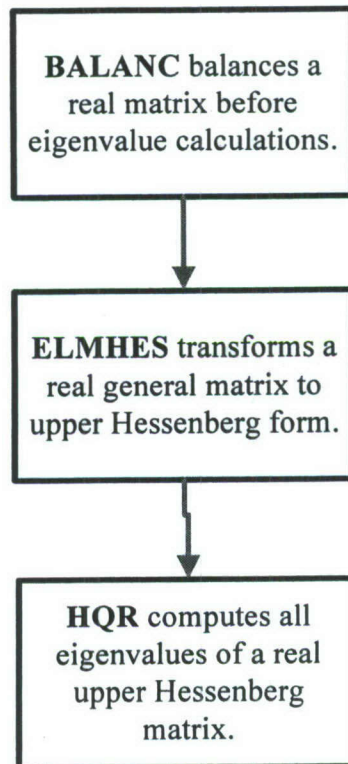 BALANC balances a
real matrix before
eigenvalue calculations.
ELMHES transforms a
real general matrix to
upper Hessenberg form.
HQR computes all
eigenvalues of a real
upper Hessenberg
matrix.